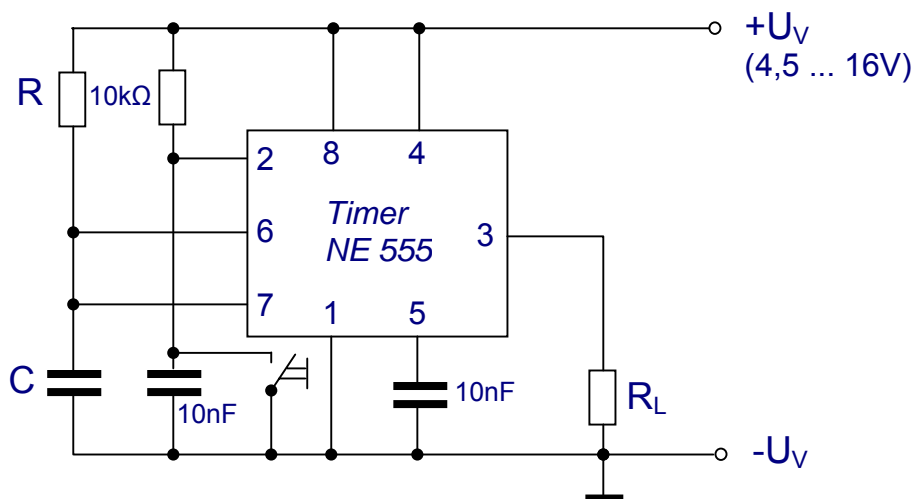 +UV
(4,5 ... 16V)
R
10kΩ
2
8
4
Timer
NE 555
6
3
7
1
5
C
10nF
10nF
RL
-UV